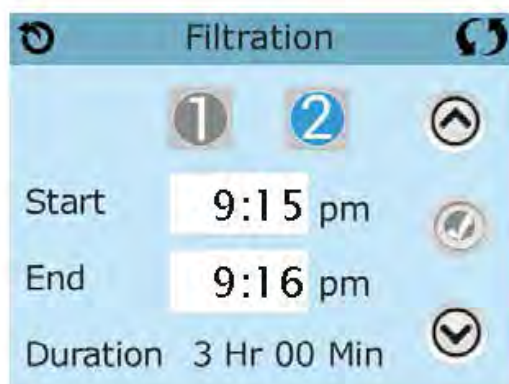 Filtration
1 2
Start 9:15 pm
End 9:16 pm
Duration 3 Hr 00 Min